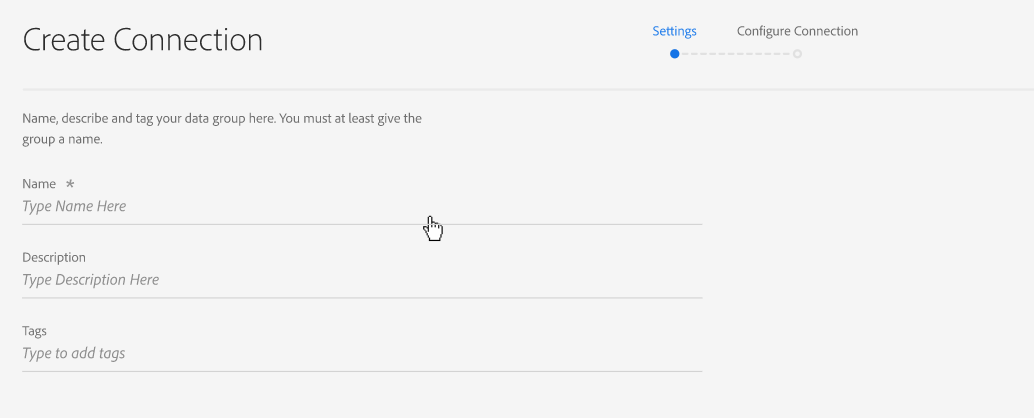 Create Connection
Settings
Configure Connection
Name, describe and tag your data group here. You must at least give the
group a name.
Name *
Type Name Here
Description
Type Description Here
Tags
Type to add tags